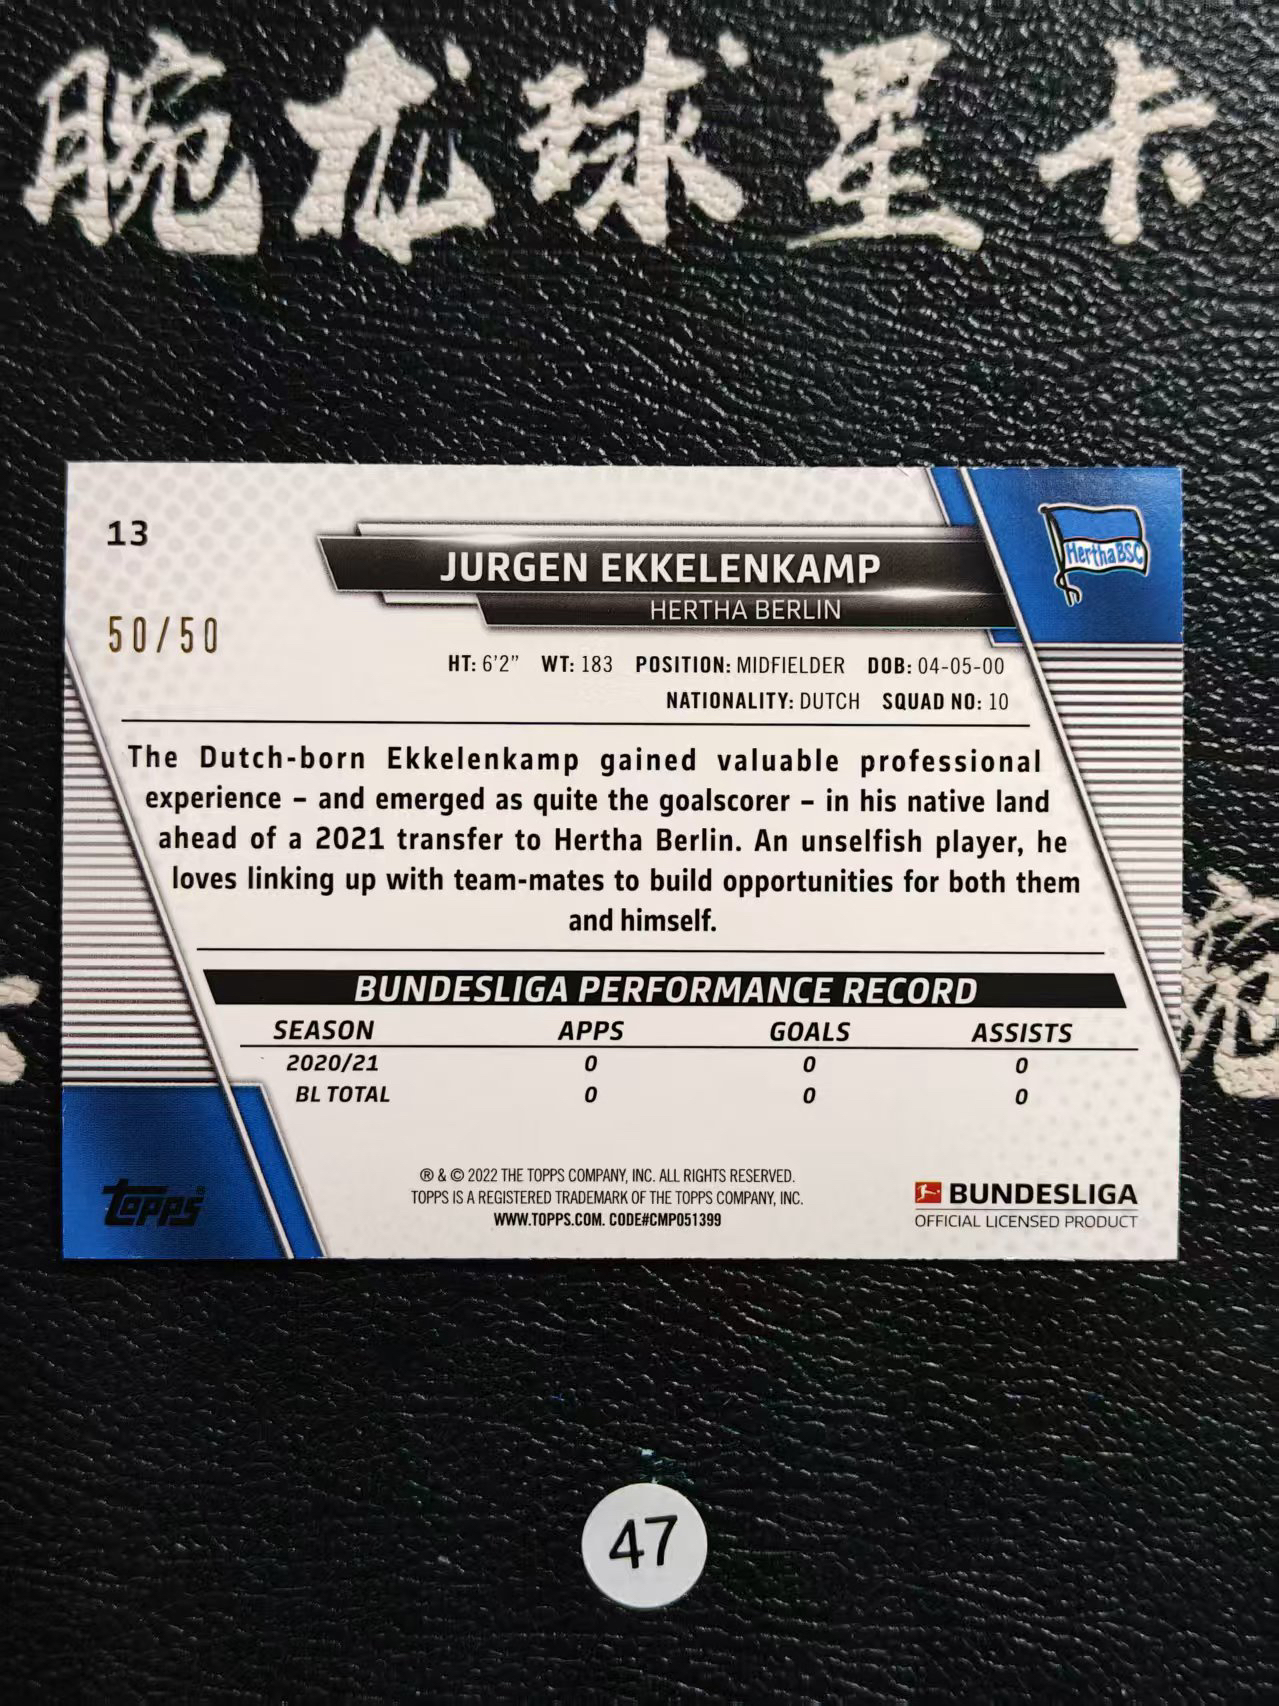 腕龙球星卡
13
50/50
JURGEN EKKELENKAMP
HERTHA BERLIN
Hertha BSC
HT: 6'2" WT: 183 POSITION: MIDFIELDER DOB: 04-05-00
NATIONALITY: DUTCH SQUAD NO: 10
The Dutch-born Ekkelenkamp gained valuable professional
experience – and emerged as quite the goalscorer – in his native land
ahead of a 2021 transfer to Hertha Berlin. An unselfish player, he
loves linking up with team-mates to build opportunities for both them
and himself.
BUNDESLIGA PERFORMANCE RECORD
SEASON APPS GOALS ASSISTS
2020/21 0 0 0
BL TOTAL 0 0 0
® & © 2022 THE TOPPS COMPANY, INC. ALL RIGHTS RESERVED.
TOPPS IS A REGISTERED TRADEMARK OF THE TOPPS COMPANY, INC.
WWW.TOPPS.COM. CODE#CMP051399
topps
BUNDESLIGA
OFFICIAL LICENSED PRODUCT
47